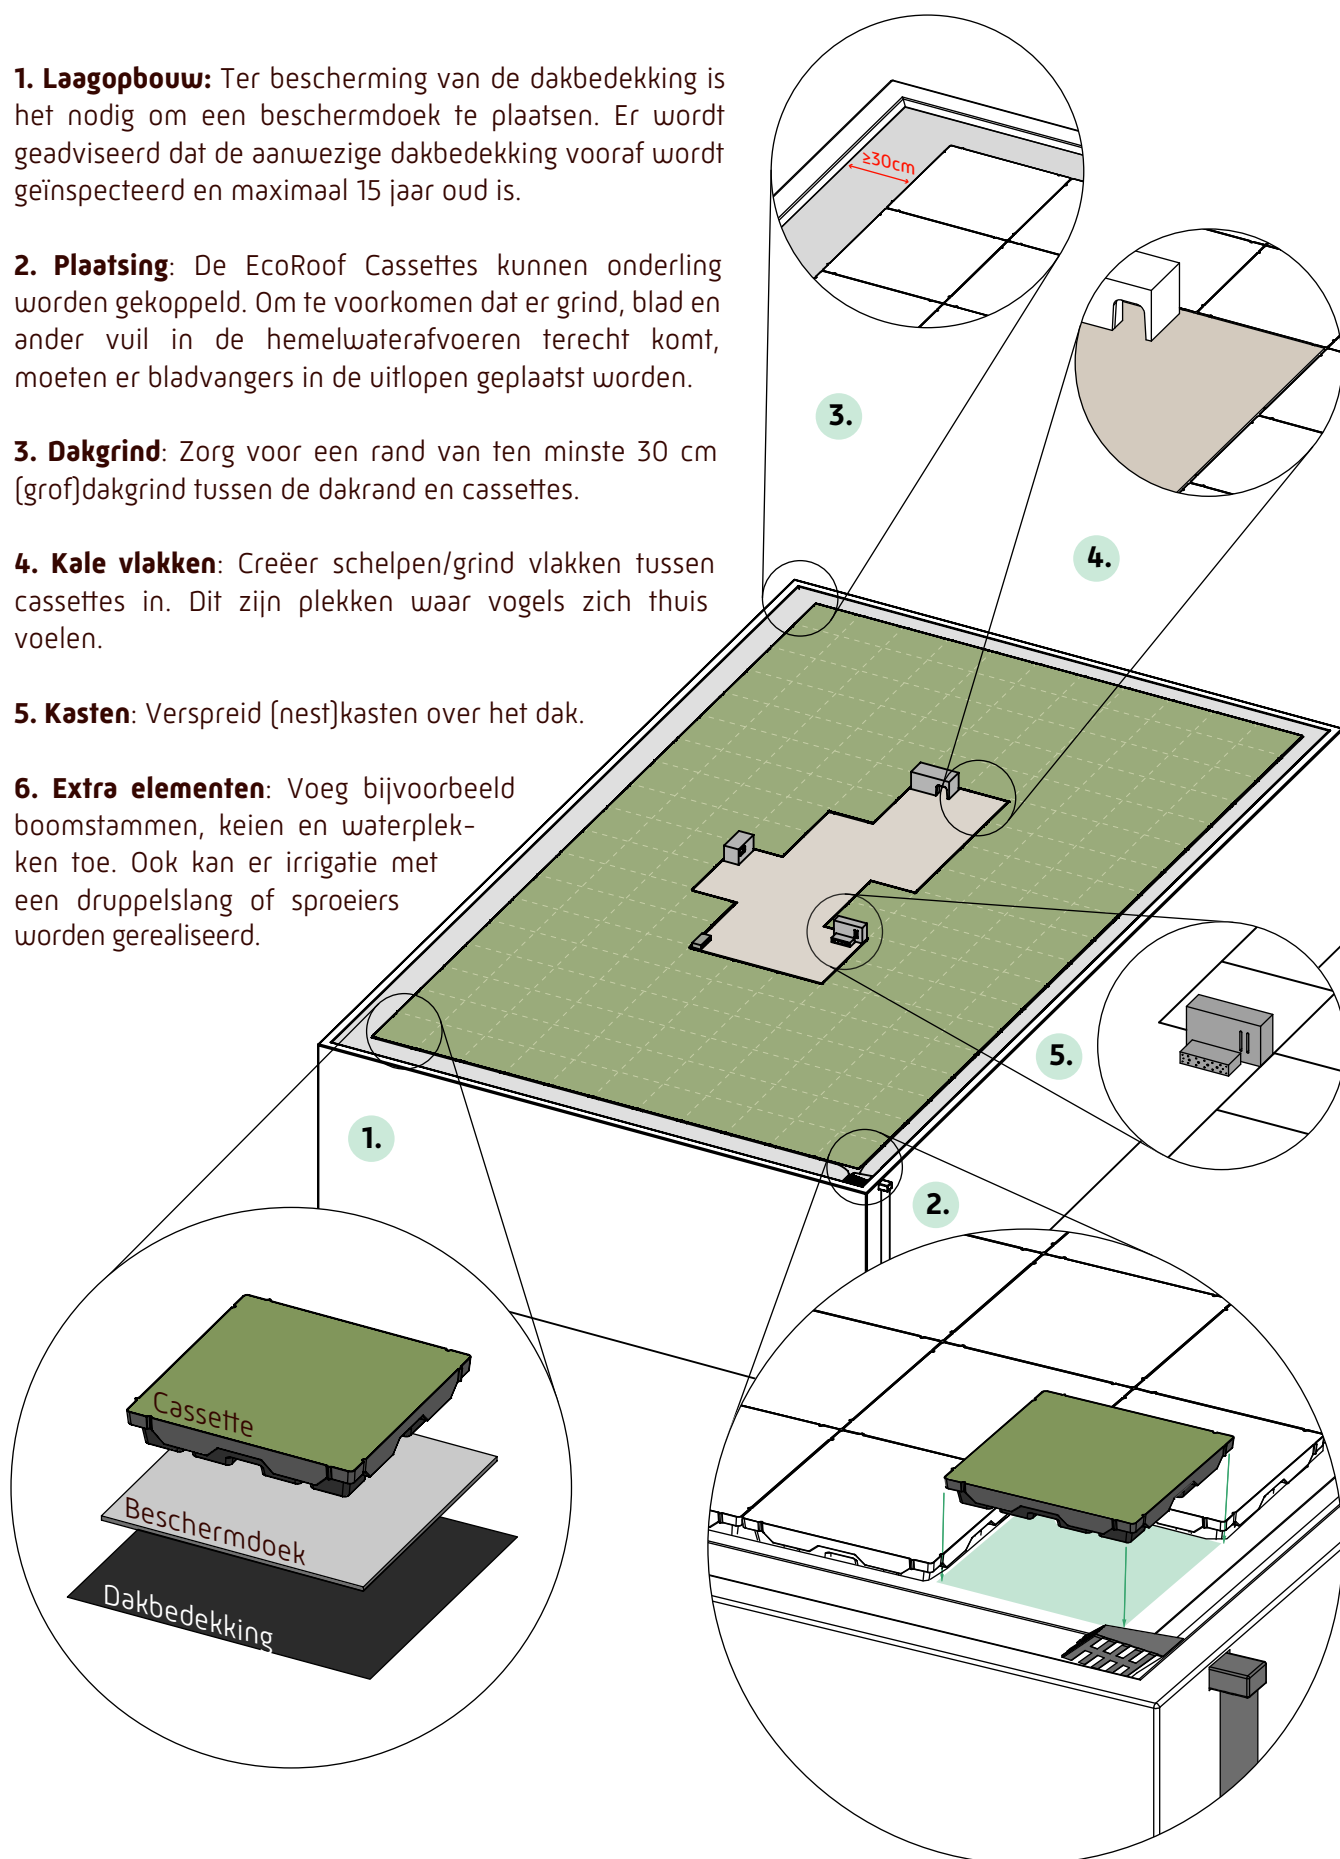 1. Laagopbouw: Ter bescherming van de dakbedekking is
het nodig om een beschermdoek te plaatsen. Er wordt
geadviseerd dat de aanwezige dakbedekking vooraf wordt
geïnspecteerd en maximaal 15 jaar oud is.
2. Plaatsing: De EcoRoof Cassettes kunnen onderling
worden gekoppeld. Om te voorkomen dat er grind, blad en
ander vuil in de hemelwaterafvoeren terecht komt,
moeten er bladvangers in de uitlopen geplaatst worden.
3. Dakgrind: Zorg voor een rand van ten minste 30 cm
(grof)dakgrind tussen de dakrand en cassettes.
4. Kale vlakken: Creëer schelpen/grind vlakken tussen
cassettes in. Dit zijn plekken waar vogels zich thuis
voelen.
5. Kasten: Verspreid (nest)kasten over het dak.
6. Extra elementen: Voeg bijvoorbeeld
boomstammen, keien en waterplek-
ken toe. Ook kan er irrigatie met
een druppelslang of sproeiers
worden gerealiseerd.
≥30cm
3.
4.
5.
1.
2.
Cassette
Beschermdoek
Dakbedekking